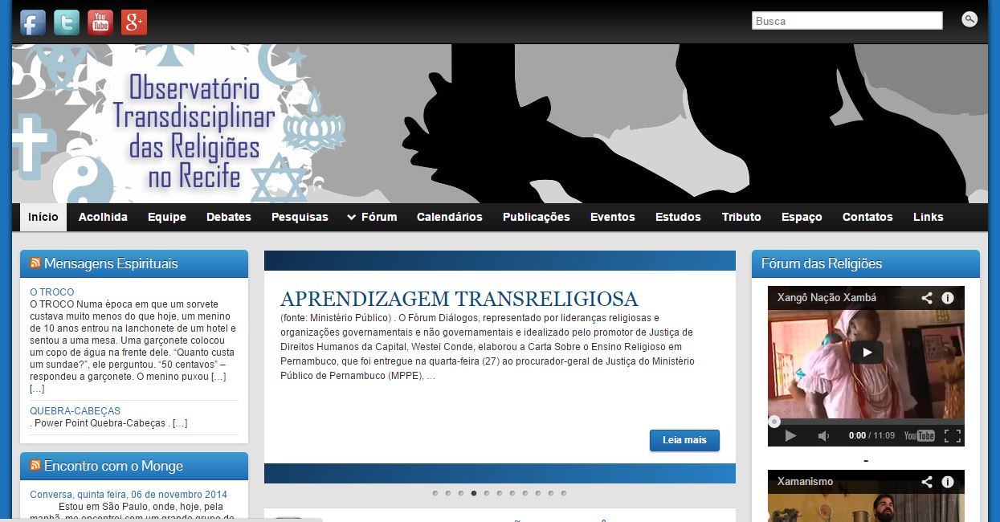 Busca
Observatório
Transdisciplinar
das Religiões
no Recife
Início Acolhida Equipe Debates Pesquisas Fórum Calendários Publicações Eventos Estudos Tributo Espaço Contatos Links
Mensagens Espirituais
O TROCO
O TROCO Numa época em que um sorvete
custava muito menos do que hoje, um menino
de 10 anos entrou na lanchonete de um hotel e
sentou a uma mesa. Uma garçonete colocou
um copo de água na frente dele. “Quanto custa
um sundae?”, ele perguntou. “50 centavos” –
respondeu a garçonete. O menino puxou […]
[…]
QUEBRA-CABEÇAS
. Power Point Quebra-Cabeças . […]
Encontro com o Monge
Conversa, quinta feira, 06 de novembro 2014
Estou em São Paulo, onde, hoje, pela
manhã, me encontrei com um grande grupo de
APRENDIZAGEM TRANSRELIGIOSA
(fonte: Ministério Público) . O Fórum Diálogos, representado por lideranças religiosas e
organizações governamentais e não governamentais e idealizado pelo promotor de Justiça de
Direitos Humanos da Capital, Westei Conde, elaborou a Carta Sobre o Ensino Religioso em
Pernambuco, que foi entregue na quarta-feira (27) ao procurador-geral de Justiça do Ministério
Público de Pernambuco (MPPE), …
Leia mais
Fórum das Religiões
Xangô Nação Xambá
0:00 / 11:09 YouTube
-
Xamanismo